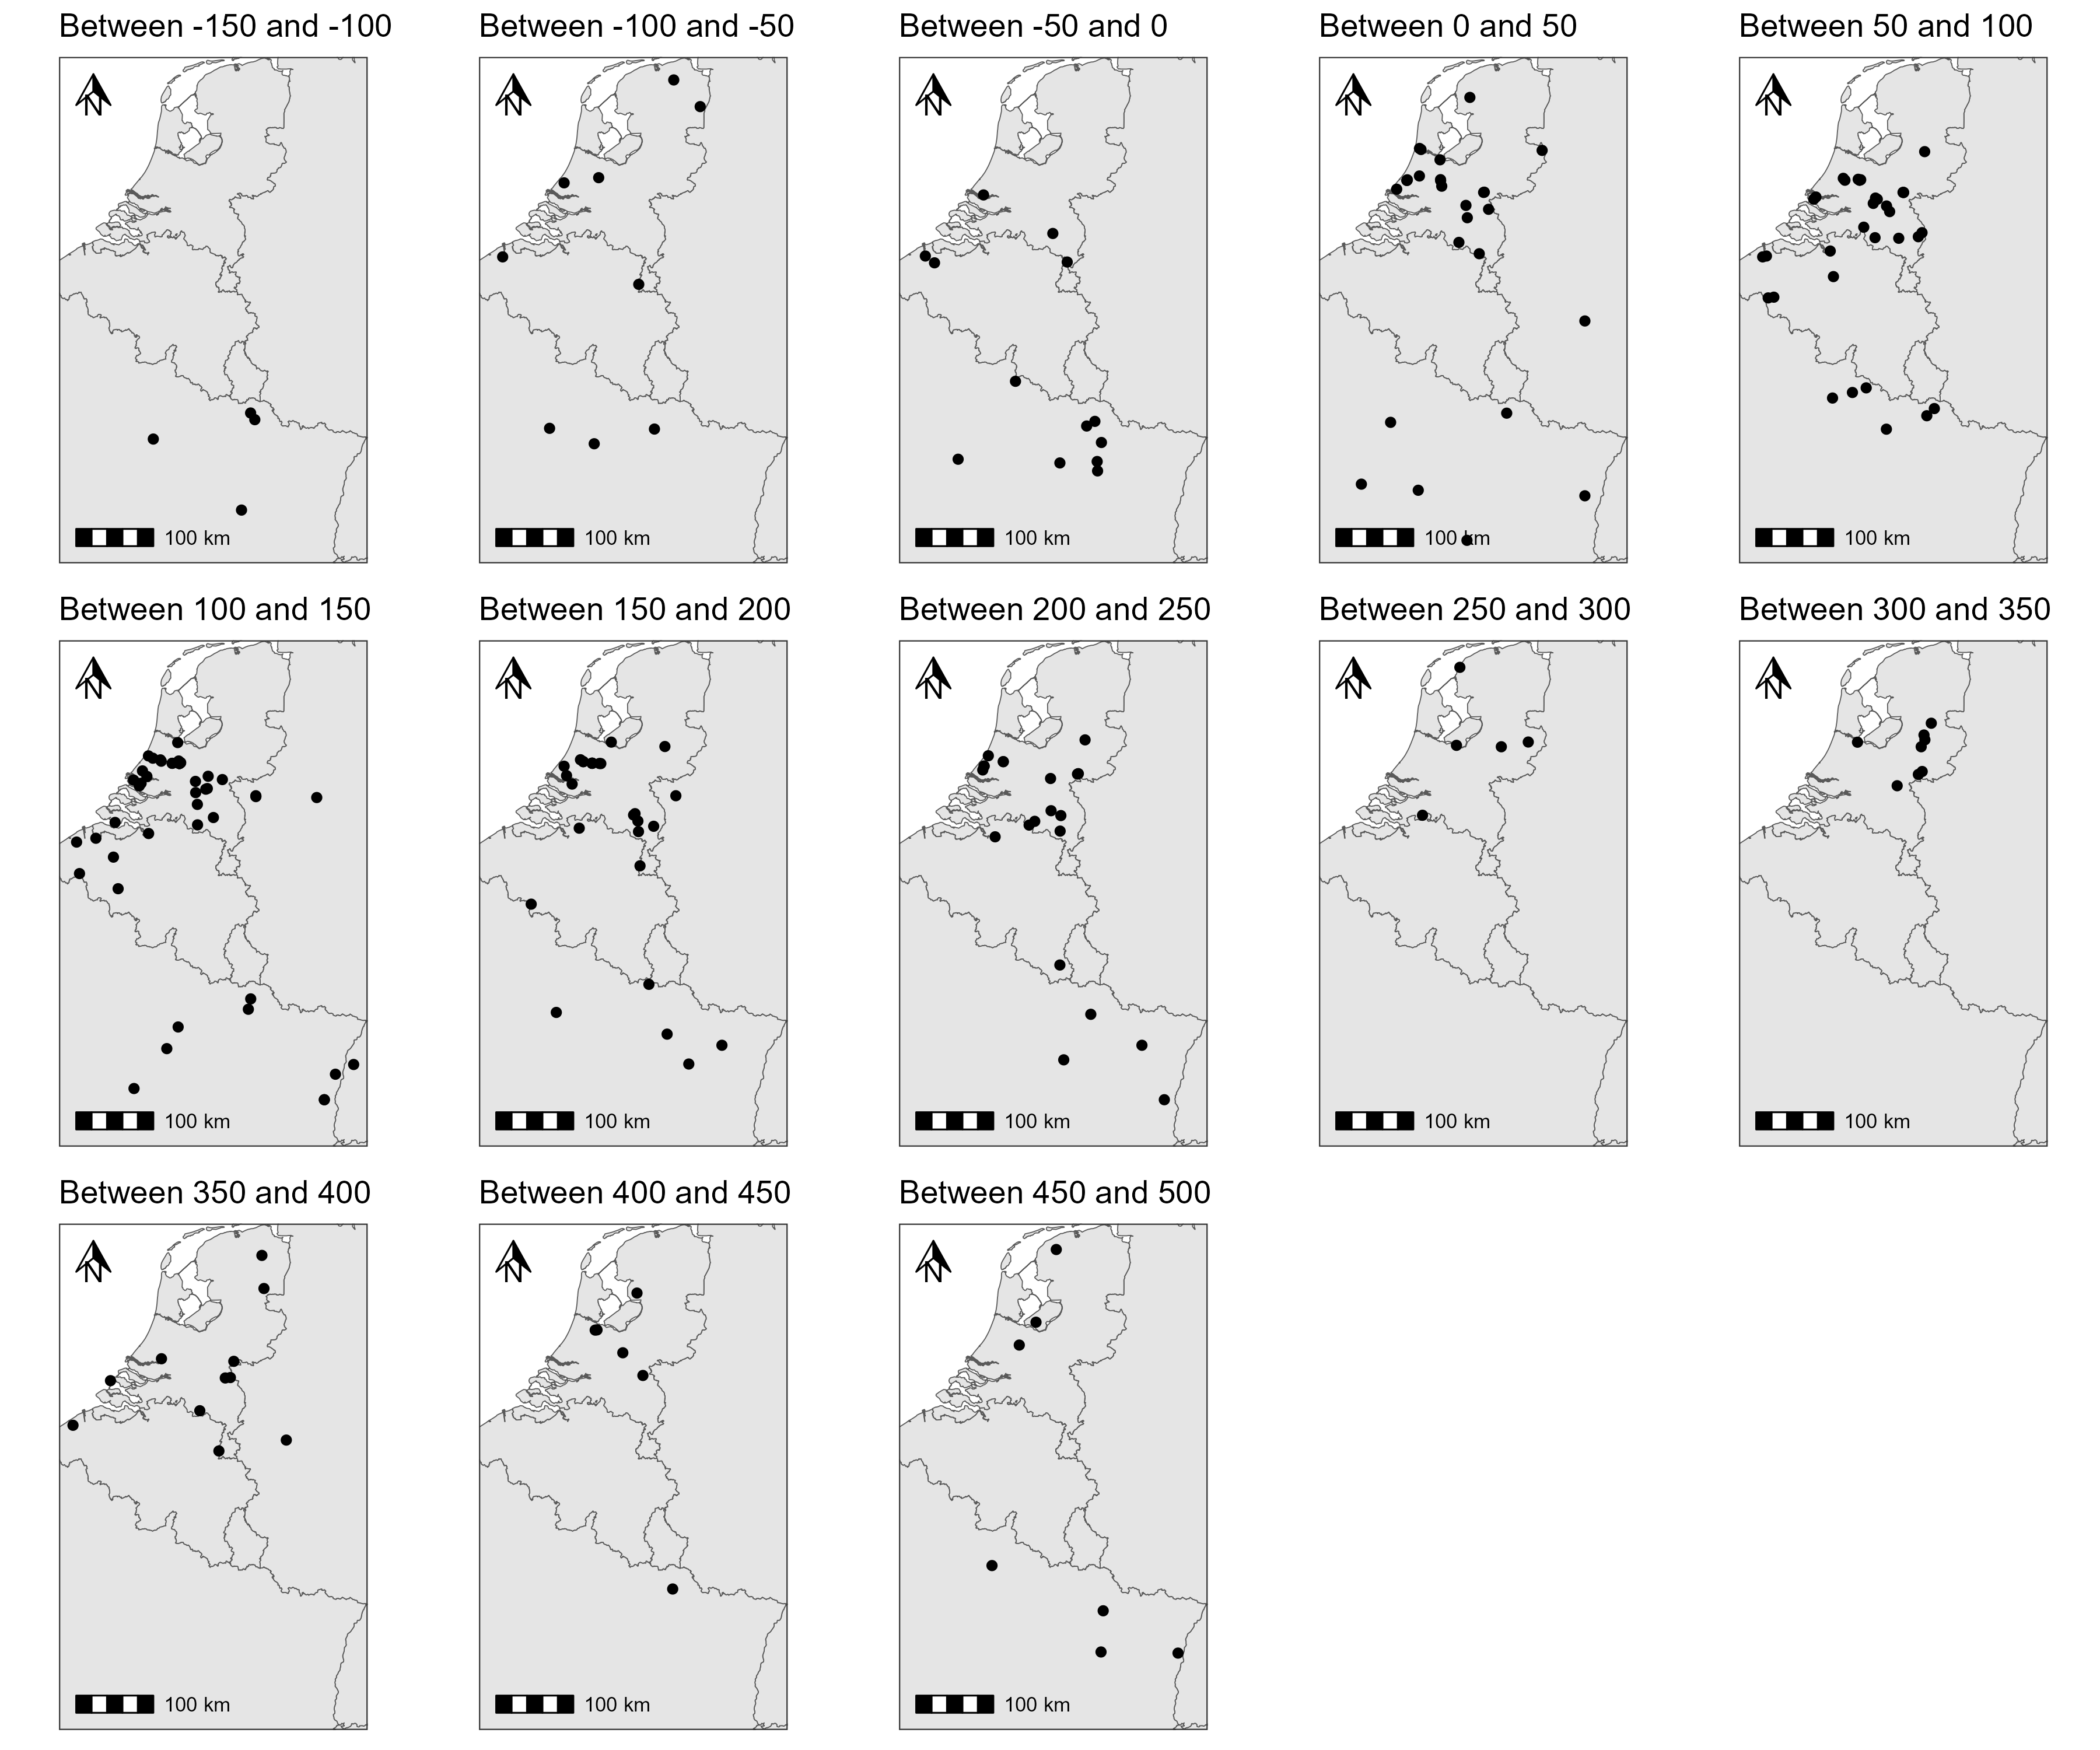 Between -150 and -100
Between -100 and -50
Between -50 and 0
Between 0 and 50
Between 50 and 100
N
N
N
N
N
100 km
100 km
100 km
100 km
100 km
Between 100 and 150
Between 150 and 200
Between 200 and 250
Between 250 and 300
Between 300 and 350
N
N
N
N
N
100 km
100 km
100 km
100 km
100 km
Between 350 and 400
Between 400 and 450
Between 450 and 500
N
N
N
100 km
100 km
100 km